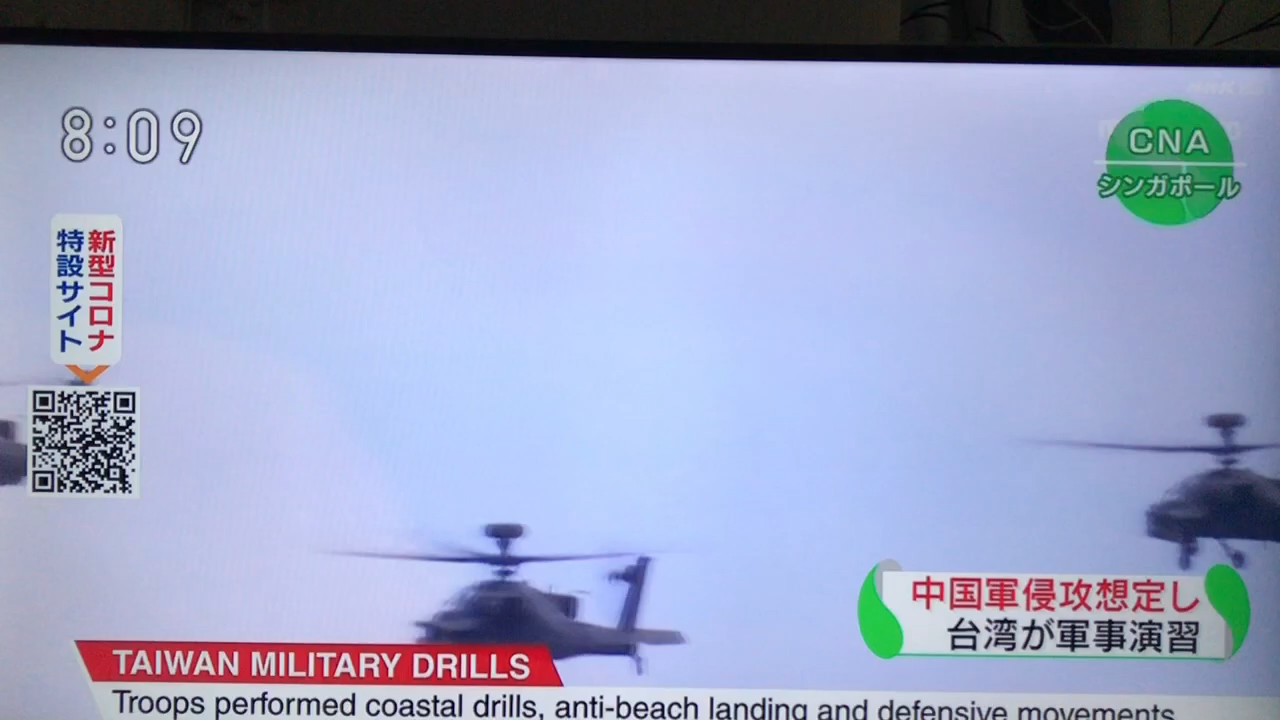 8:09
CNA
シンガポール
新型コロナ
特設サイト
中国軍侵攻想定し
台湾が軍事演習
TAIWAN MILITARY DRILLS
Troops performed coastal drills, anti-beach landing and defensive movements